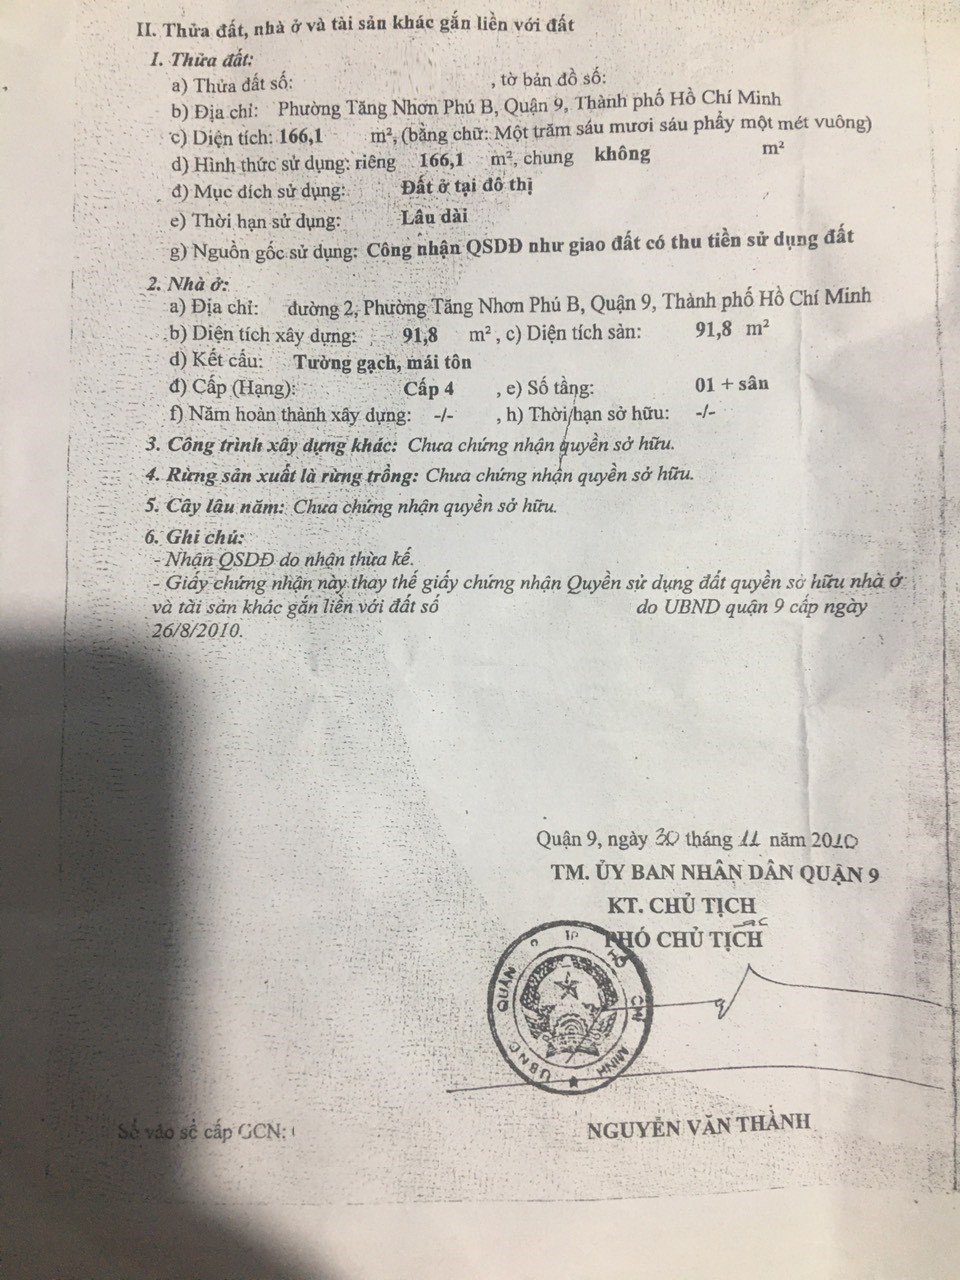 II. Thửa đất, nhà ở và tài sản khác gắn liền với đất
1. Thửa đất:
a) Thửa đất số: , tờ bản đồ số:
b) Địa chỉ: Phường Tăng Nhơn Phú B, Quận 9, Thành phố Hồ Chí Minh
c) Diện tích: 166,1 m², (bằng chữ: Một trăm sáu mươi sáu phẩy một mét vuông)
d) Hình thức sử dụng: riêng 166,1 m², chung không m²
đ) Mục đích sử dụng: Đất ở tại đô thị
e) Thời hạn sử dụng: Lâu dài
g) Nguồn gốc sử dụng: Công nhận QSDĐ như giao đất có thu tiền sử dụng đất
2. Nhà ở:
a) Địa chỉ: đường 2, Phường Tăng Nhơn Phú B, Quận 9, Thành phố Hồ Chí Minh
b) Diện tích xây dựng: 91,8 m², c) Diện tích sàn: 91,8 m²
d) Kết cấu: Tường gạch, mái tôn
đ) Cấp (Hạng): Cấp 4 , e) Số tầng: 01 + sân
f) Năm hoàn thành xây dựng: -/- , h) Thời hạn sở hữu: -/-
3. Công trình xây dựng khác: Chưa chứng nhận quyền sở hữu.
4. Rừng sản xuất là rừng trồng: Chưa chứng nhận quyền sở hữu.
5. Cây lâu năm: Chưa chứng nhận quyền sở hữu.
6. Ghi chú:
- Nhận QSDĐ do nhận thừa kế.
- Giấy chứng nhận này thay thế giấy chứng nhận Quyền sử dụng đất quyền sở hữu nhà ở
và tài sản khác gắn liền với đất số do UBND quận 9 cấp ngày
26/8/2010.
Quận 9, ngày 30 tháng 11 năm 2010
TM. ỦY BAN NHÂN DÂN QUẬN 9
KT. CHỦ TỊCH
PHÓ CHỦ TỊCH
UBND QUẬN 9 TP HỒ CHÍ MINH
NGUYỄN VĂN THÀNH
Số vào sổ cấp GCN: